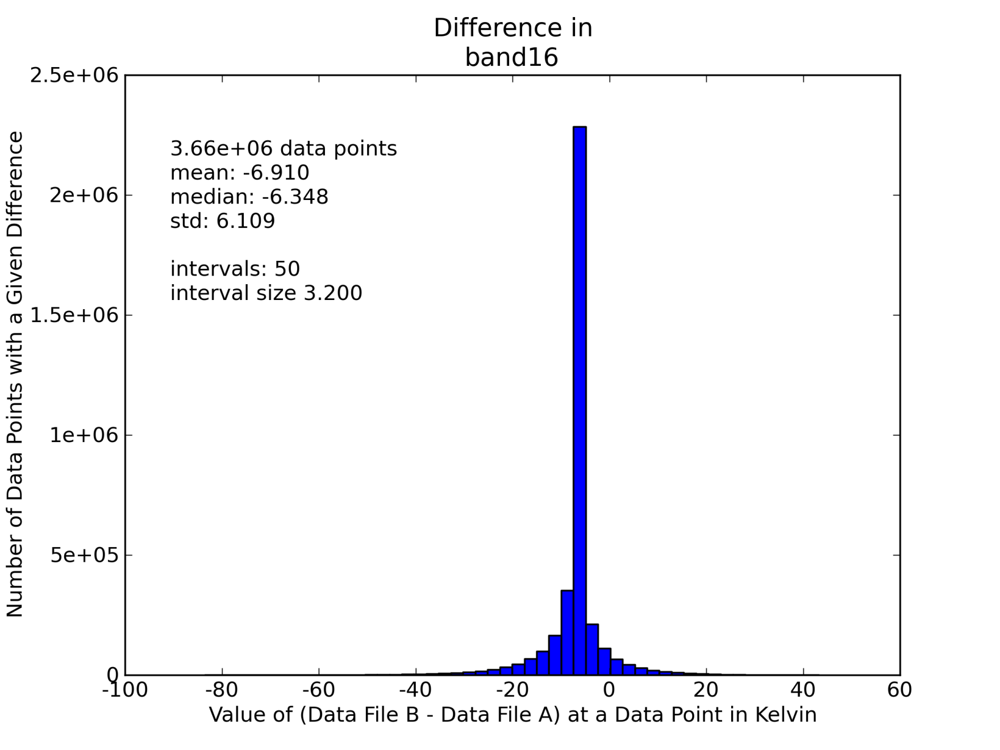 Difference in
band16
2.5e+06
2e+06
1.5e+06
1e+06
5e+05
0
Number of Data Points with a Given Difference
3.66e+06 data points
mean: -6.910
median: -6.348
std: 6.109
intervals: 50
interval size 3.200
-100 -80 -60 -40 -20 0 20 40 60
Value of (Data File B - Data File A) at a Data Point in Kelvin